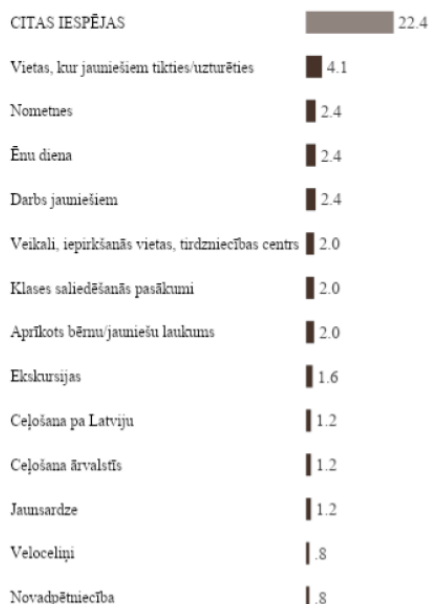 CITAS IESPĒJAS 22.4
Vietas, kur jauniešiem tikties/uzturēties 4.1
Nometnes 2.4
Ēnu diena 2.4
Darbs jauniešiem 2.4
Veikali, iepirkšanās vietas, tirdzniecības centrs 2.0
Klases saliedēšanās pasākumi 2.0
Aprīkots bērnu/jauniešu laukums 2.0
Ekskursijas 1.6
Ceļošana pa Latviju 1.2
Ceļošana ārvalstīs 1.2
Jaunsardze 1.2
Veloceliņi .8
Novadpētniecība .8